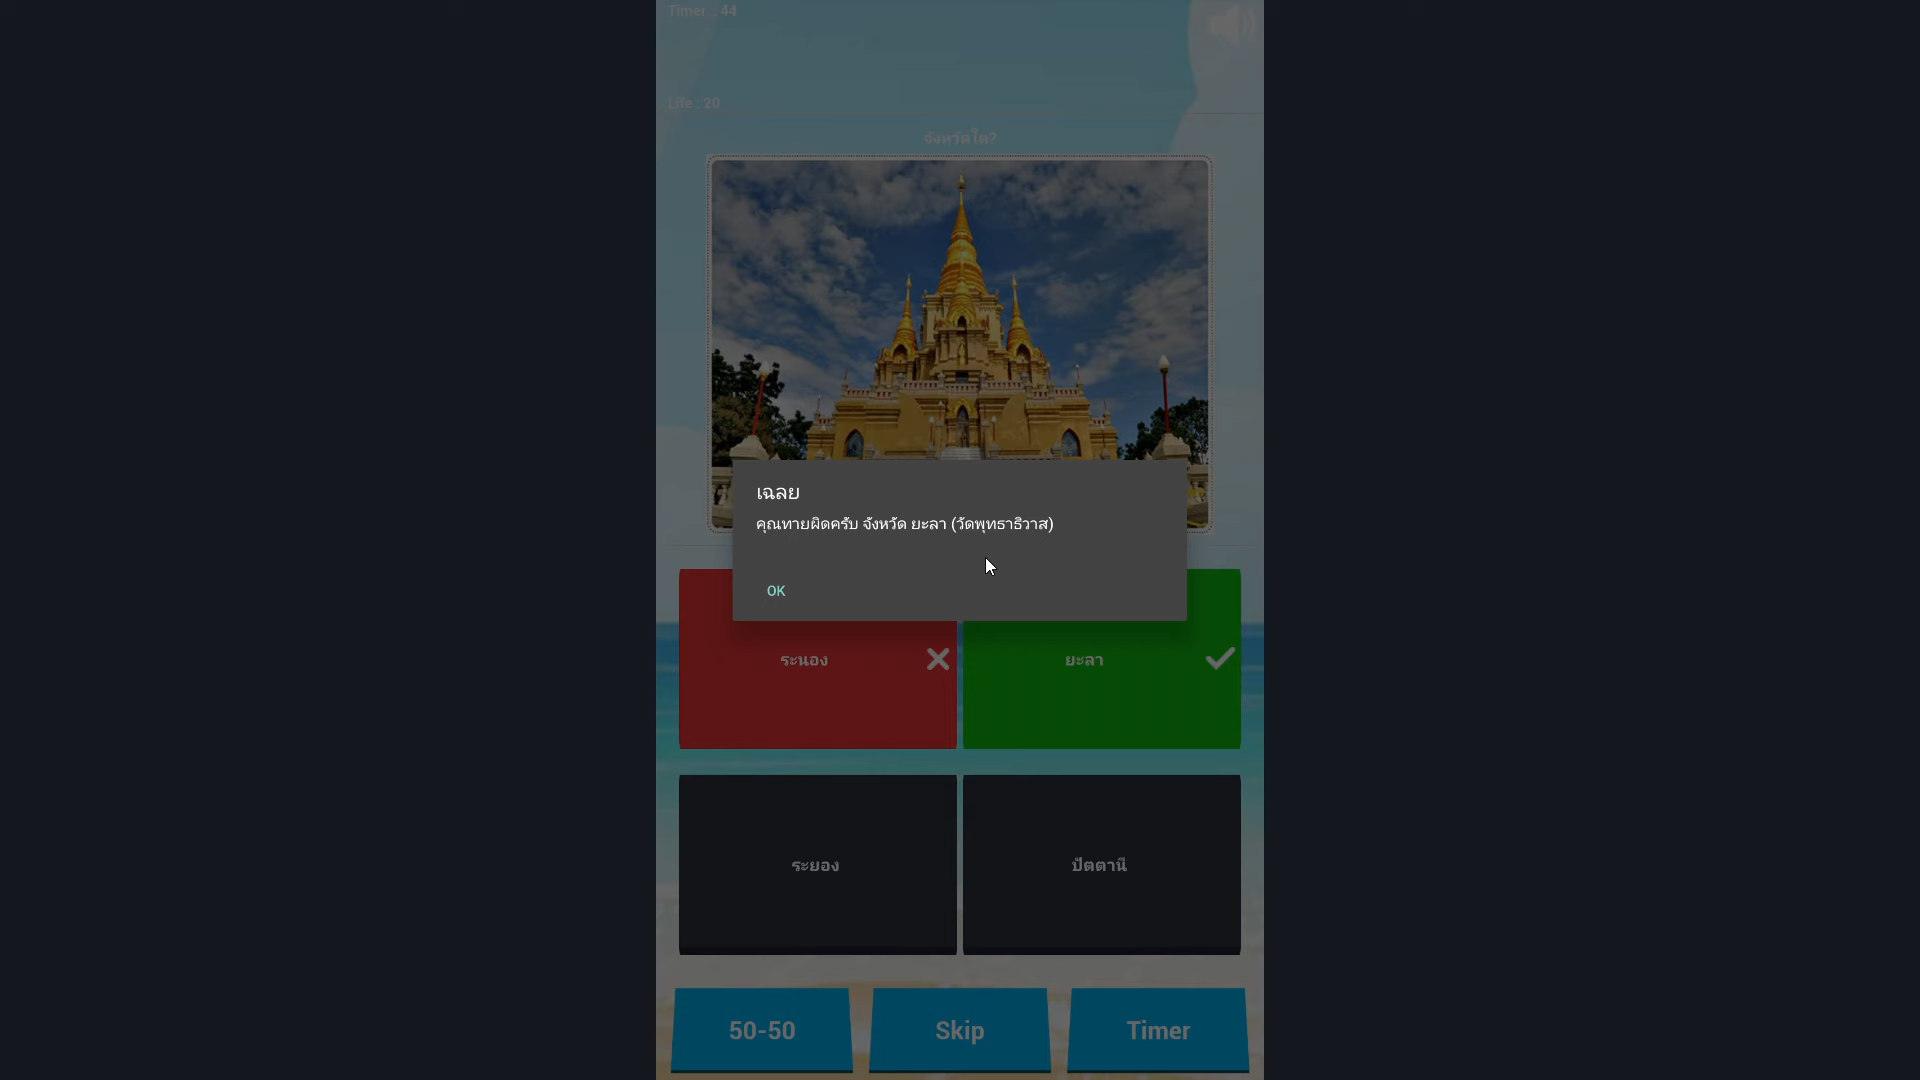 Timer : 44
Life : 20
จังหวัดใด?
เฉลย
คุณทายผิดครับ จังหวัด ยะลา (วัดพุทธาธิวาส)
OK
ระนอง
ยะลา
ระยอง
ปัตตานี
50-50
Skip
Timer